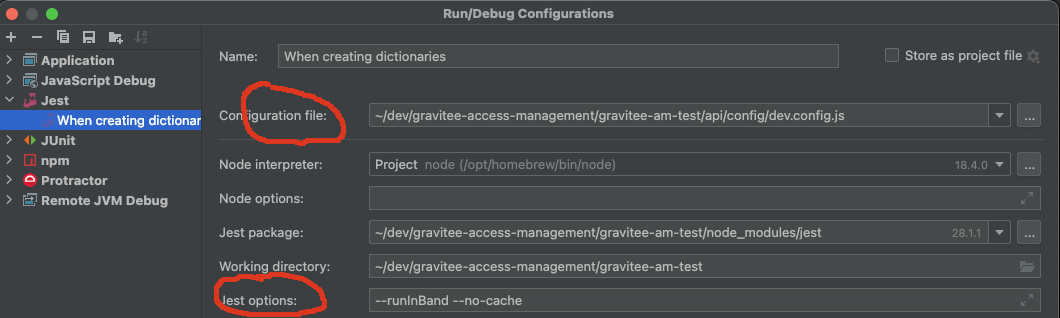 Run/Debug Configurations
Application
JavaScript Debug
Jest
When creating dictionar
JUnit
npm
Protractor
Remote JVM Debug
Name: When creating dictionaries Store as project file
Configuration file: ~/dev/gravitee-access-management/gravitee-am-test/api/config/dev.config.js ...
Node interpreter: Project node (/opt/homebrew/bin/node) 18.4.0 ...
Node options:
Jest package: ~/dev/gravitee-access-management/gravitee-am-test/node_modules/jest 28.1.1 ...
Working directory: ~/dev/gravitee-access-management/gravitee-am-test
Jest options: --runInBand --no-cache